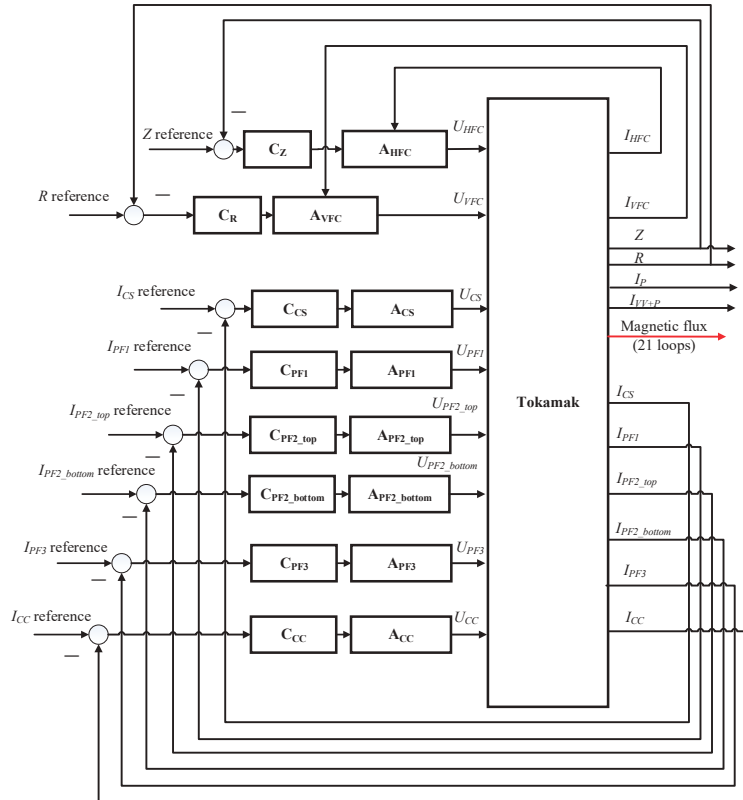 Z reference
—
C_Z
A_HFC
U_HFC
I_HFC
R reference
—
C_R
A_VFC
U_VFC
I_VFC
Z
R
I_P
I_VV+P
Magnetic flux
(21 loops)
Tokamak
I_CS reference
—
C_CS
A_CS
U_CS
I_CS
I_PF1 reference
—
C_PF1
A_PF1
U_PF1
I_PF1
I_PF2_top reference
—
C_PF2_top
A_PF2_top
U_PF2_top
I_PF2_top
I_PF2_bottom reference
—
C_PF2_bottom
A_PF2_bottom
U_PF2_bottom
I_PF2_bottom
I_PF3 reference
—
C_PF3
A_PF3
U_PF3
I_PF3
I_CC reference
—
C_CC
A_CC
U_CC
I_CC